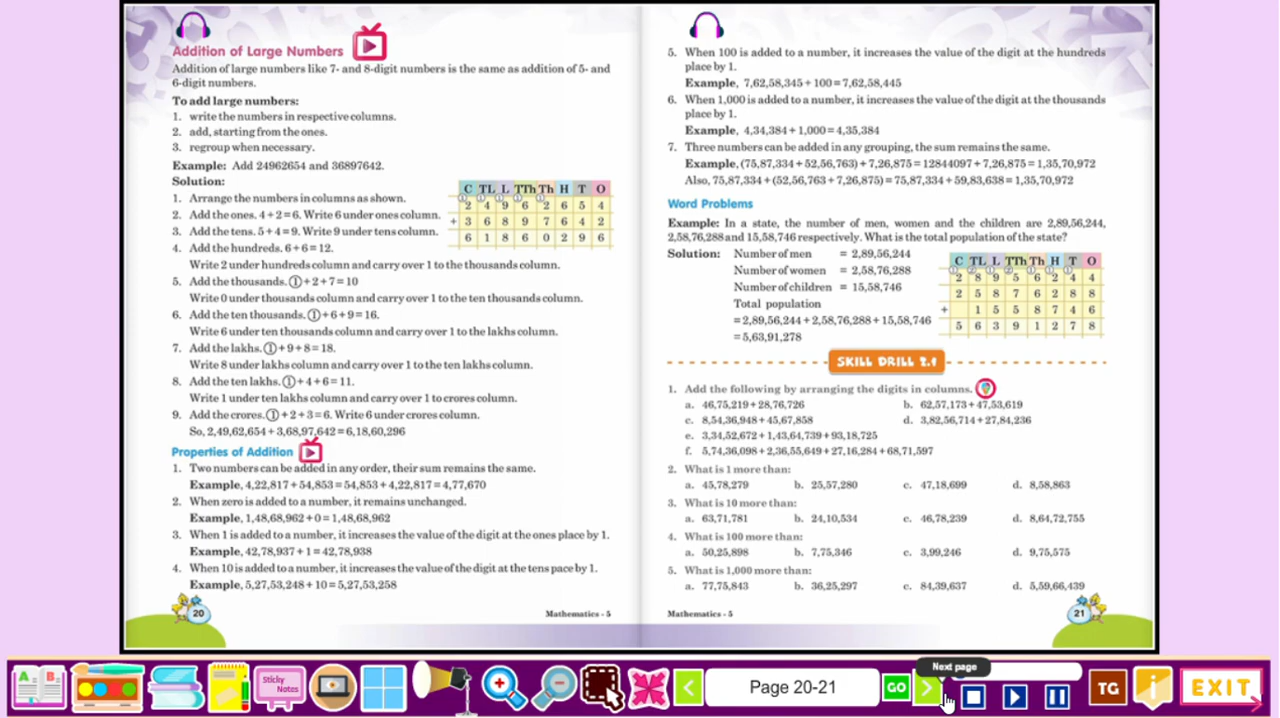 Addition of Large Numbers
Addition of large numbers like 7- and 8-digit numbers is the same as addition of 5- and
6-digit numbers.
To add large numbers:
1. write the numbers in respective columns.
2. add, starting from the ones.
3. regroup when necessary.
Example: Add 24962654 and 36897642.
Solution:
1. Arrange the numbers in columns as shown.
2. Add the ones. 4+2=6. Write 6 under ones column.
3. Add the tens. 5+4=9. Write 9 under tens column.
4. Add the hundreds. 6+6=12.
Write 2 under hundreds column and carry over 1 to the thousands column.
5. Add the thousands. ①+2+7=10
Write 0 under thousands column and carry over 1 to the ten thousands column.
6. Add the ten thousands. ①+6+9=16.
Write 6 under ten thousands column and carry over 1 to the lakhs column.
7. Add the lakhs. ①+9+8=18.
Write 8 under lakhs column and carry over 1 to the ten lakhs column.
8. Add the ten lakhs. ①+4+6=11.
Write 1 under ten lakhs column and carry over 1 to crores column.
9. Add the crores. ①+2+3=6. Write 6 under crores column.
So, 2,49,62,654+3,68,97,642=6,18,60,296
C TL L TTh Th H T O
① ① ① ① ①
2 4 9 6 2 6 5 4
+ 3 6 8 9 7 6 4 2
6 1 8 6 0 2 9 6
Properties of Addition
1. Two numbers can be added in any order, their sum remains the same.
Example, 4,22,817+54,853=54,853+4,22,817=4,77,670
2. When zero is added to a number, it remains unchanged.
Example, 1,48,68,962+0=1,48,68,962
3. When 1 is added to a number, it increases the value of the digit at the ones place by 1.
Example, 42,78,937+1=42,78,938
4. When 10 is added to a number, it increases the value of the digit at the tens pace by 1.
Example, 5,27,53,248+10=5,27,53,258
20
Mathematics - 5
5. When 100 is added to a number, it increases the value of the digit at the hundreds
place by 1.
Example, 7,62,58,345+100=7,62,58,445
6. When 1,000 is added to a number, it increases the value of the digit at the thousands
place by 1.
Example, 4,34,384+1,000=4,35,384
7. Three numbers can be added in any grouping, the sum remains the same.
Example, (75,87,334+52,56,763)+7,26,875=12844097+7,26,875=1,35,70,972
Also, 75,87,334+(52,56,763+7,26,875)=75,87,334+59,83,638=1,35,70,972
Word Problems
Example: In a state, the number of men, women and the children are 2,89,56,244,
2,58,76,288 and 15,58,746 respectively. What is the total population of the state?
Solution: Number of men = 2,89,56,244
Number of women = 2,58,76,288
Number of children = 15,58,746
Total population
=2,89,56,244+2,58,76,288+15,58,746
=5,63,91,278
C TL L TTh Th H T O
2 8 9 5 6 2 4 4
2 5 8 7 6 2 8 8
+ 1 5 5 8 7 4 6
5 6 3 9 1 2 7 8
SKILL DRILL 2.1
1. Add the following by arranging the digits in columns.
a. 46,75,219+28,76,726 b. 62,57,173+47,53,619
c. 8,54,36,948+45,67,858 d. 3,82,56,714+27,84,236
e. 3,34,52,672+1,43,64,739+93,18,725
f. 5,74,36,098+2,36,55,649+27,16,284+68,71,597
2. What is 1 more than:
a. 45,78,279 b. 25,57,280 c. 47,18,699 d. 8,58,863
3. What is 10 more than:
a. 63,71,781 b. 24,10,534 c. 46,78,239 d. 8,64,72,755
4. What is 100 more than:
a. 50,25,898 b. 7,75,346 c. 3,99,246 d. 9,75,575
5. What is 1,000 more than:
a. 77,75,843 b. 36,25,297 c. 84,39,637 d. 5,59,66,439
Mathematics - 5
21
Next page
A B
Sticky
Notes
Page 20-21
GO
TG
EXIT